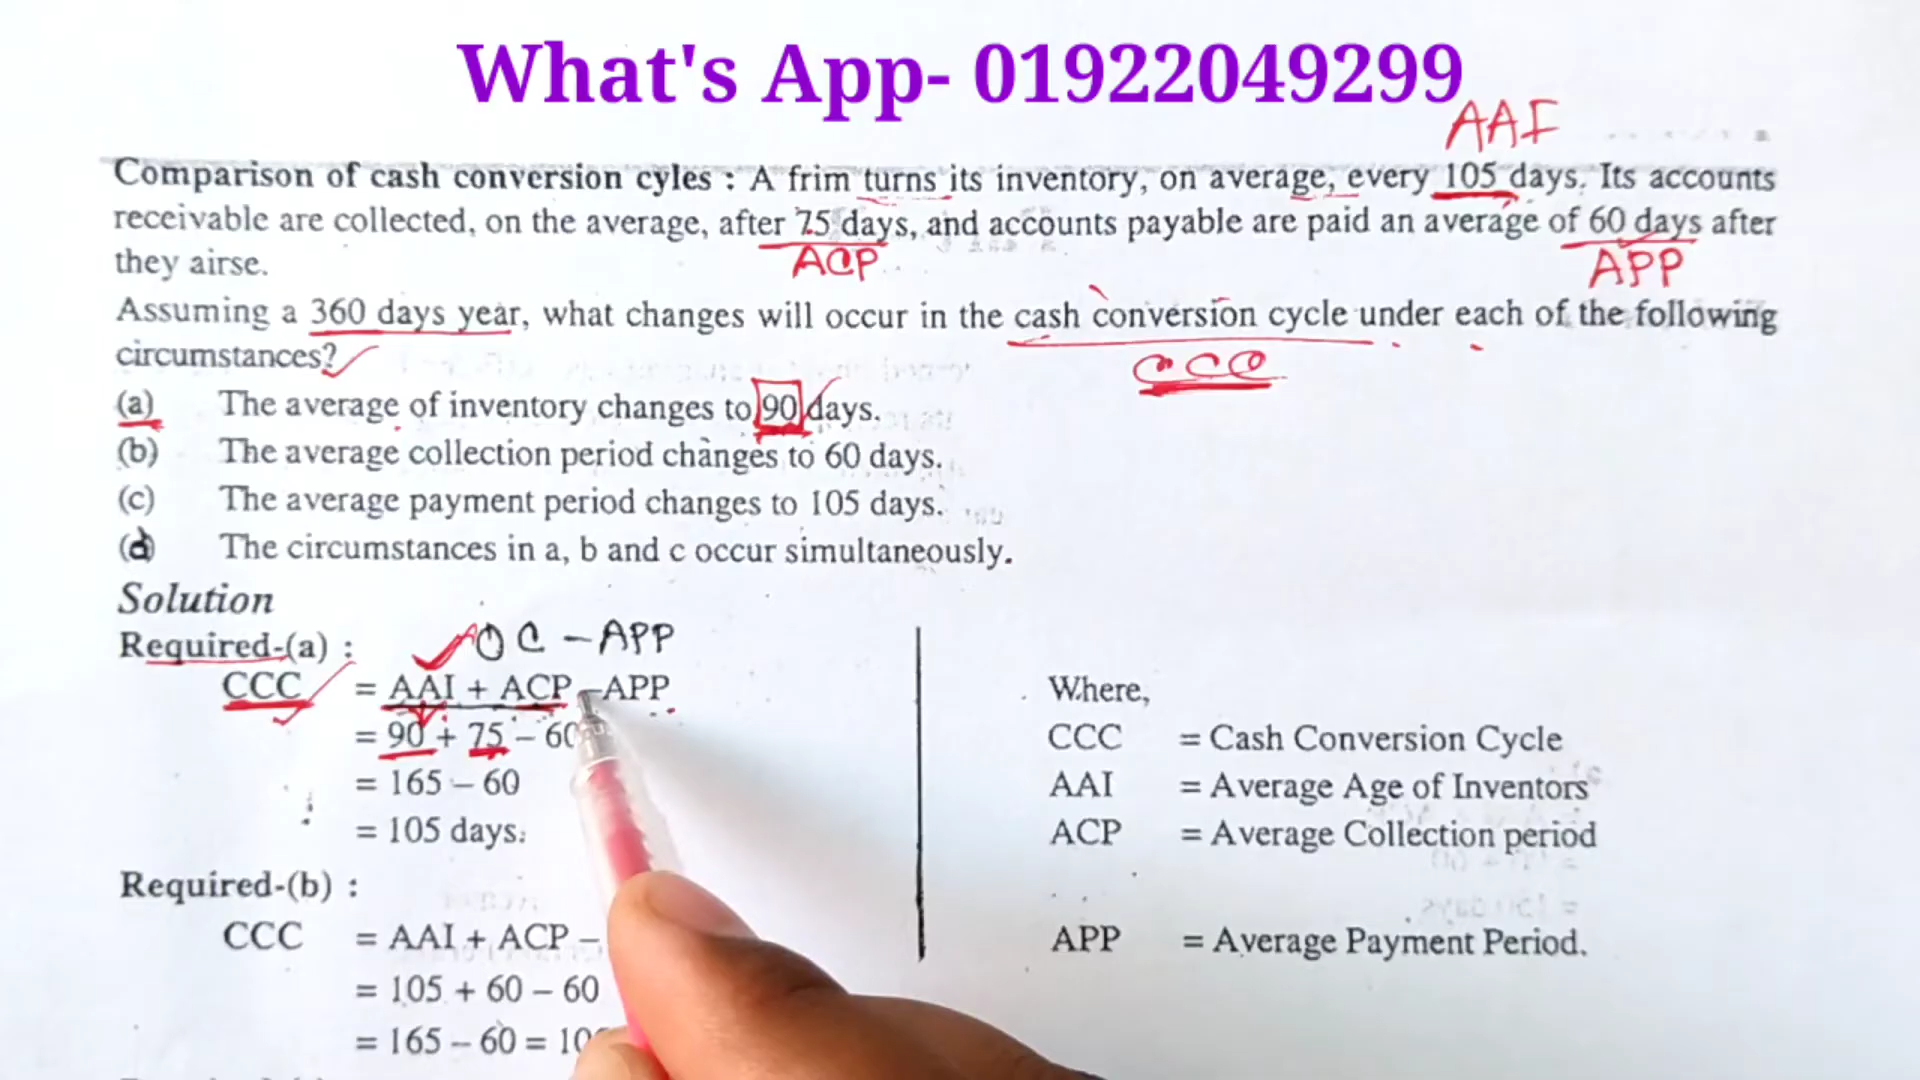 What's App- 01922049299
AAI
Comparison of cash conversion cyles : A frim turns its inventory, on average, every 105 days. Its accounts
receivable are collected, on the average, after 75 days, and accounts payable are paid an average of 60 days after
ACP APP
they airse.
Assuming a 360 days year, what changes will occur in the cash conversion cycle under each of the following
circumstances?
CCC
(a) The average of inventory changes to 90 days.
(b) The average collection period changes to 60 days.
(c) The average payment period changes to 105 days.
(d) The circumstances in a, b and c occur simultaneously.
Solution
OC - APP
Required-(a) :
CCC = AAI + ACP -APP
= 90 + 75 - 60
= 165 - 60
= 105 days.
Required-(b) :
CCC = AAI + ACP -
= 105 + 60 - 60
= 165 - 60 =
Where,
CCC = Cash Conversion Cycle
AAI = Average Age of Inventors
ACP = Average Collection period
APP = Average Payment Period.